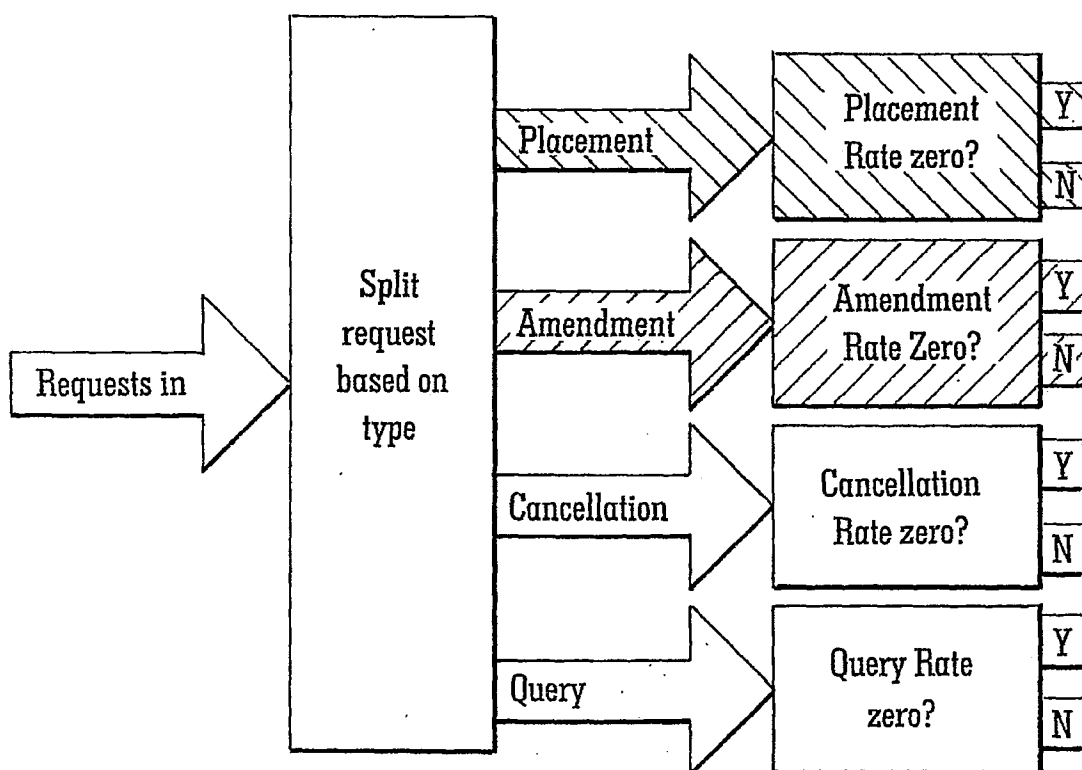 Requests in
Split
request
based on
type
Placement
Placement
Rate zero?
Y
N
Amendment
Amendment
Rate Zero?
Y
N
Cancellation
Cancellation
Rate zero?
Y
N
Query
Query Rate
zero?
Y
N